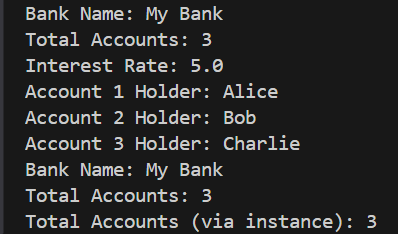 Bank Name: My Bank
Total Accounts: 3
Interest Rate: 5.0
Account 1 Holder: Alice
Account 2 Holder: Bob
Account 3 Holder: Charlie
Bank Name: My Bank
Total Accounts: 3
Total Accounts (via instance): 3